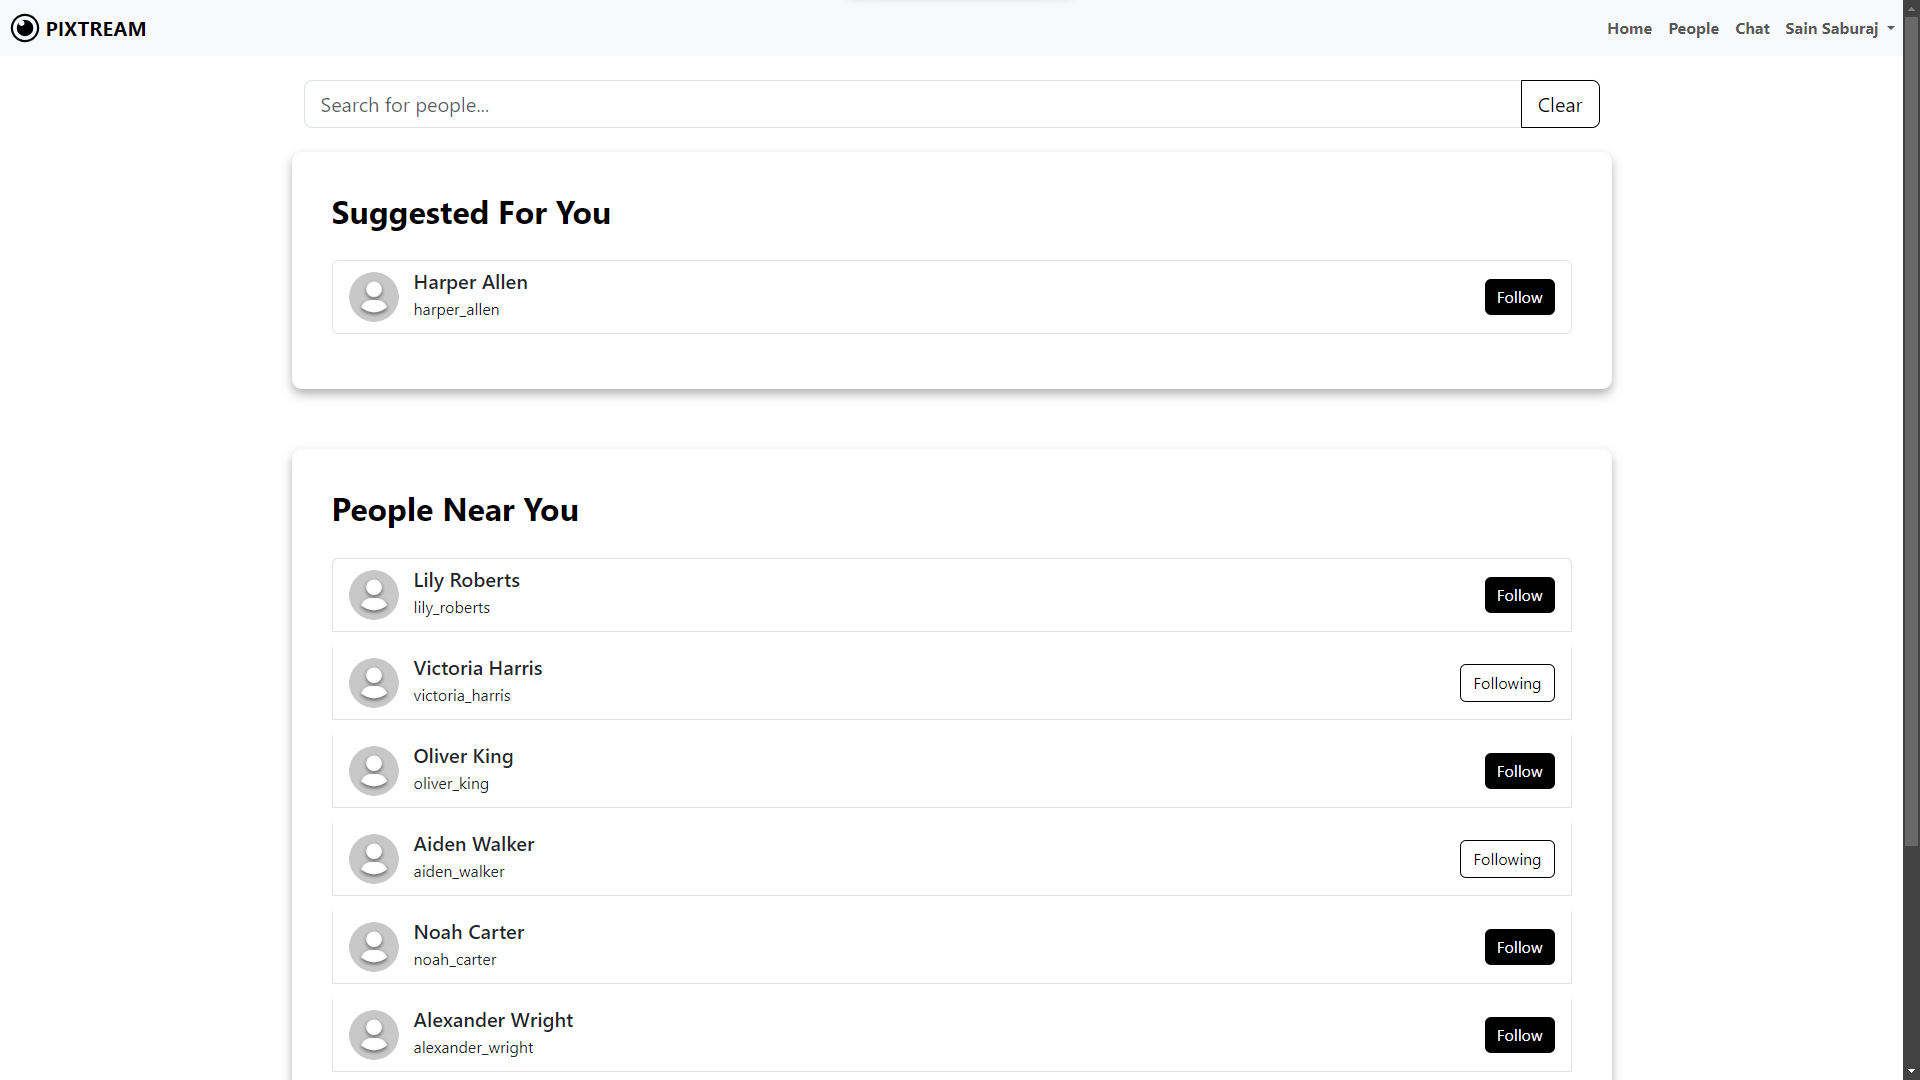 PIXTREAM
Home People Chat Sain Saburaj
Search for people... Clear
Suggested For You
Harper Allen
harper_allen
Follow
People Near You
Lily Roberts
lily_roberts
Follow
Victoria Harris
victoria_harris
Following
Oliver King
oliver_king
Follow
Aiden Walker
aiden_walker
Following
Noah Carter
noah_carter
Follow
Alexander Wright
alexander_wright
Follow